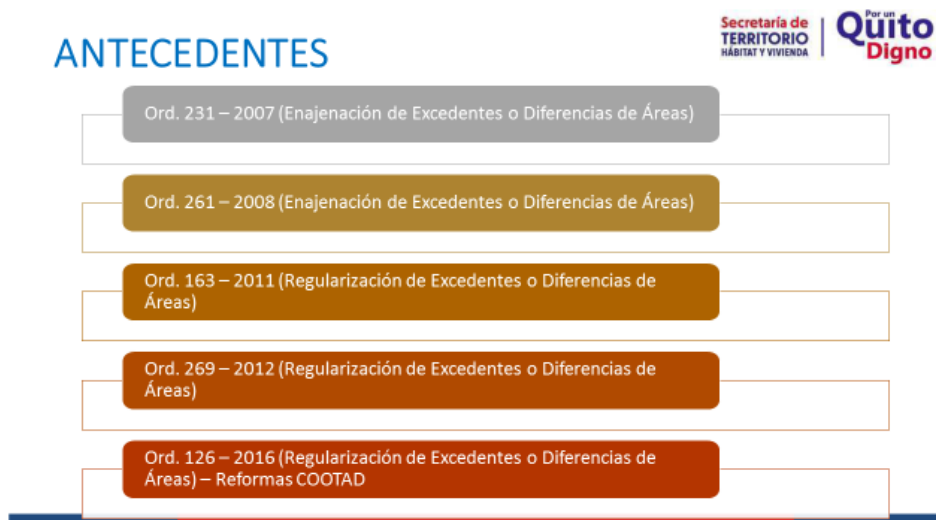 ANTECEDENTES
Secretaría de
TERRITORIO
HÁBITAT Y VIVIENDA
Por un
Quito
Digno
Ord. 231 – 2007 (Enajenación de Excedentes o Diferencias de Áreas)
Ord. 261 – 2008 (Enajenación de Excedentes o Diferencias de Áreas)
Ord. 163 – 2011 (Regularización de Excedentes o Diferencias de
Áreas)
Ord. 269 – 2012 (Regularización de Excedentes o Diferencias de
Áreas)
Ord. 126 – 2016 (Regularización de Excedentes o Diferencias de
Áreas) – Reformas COOTAD